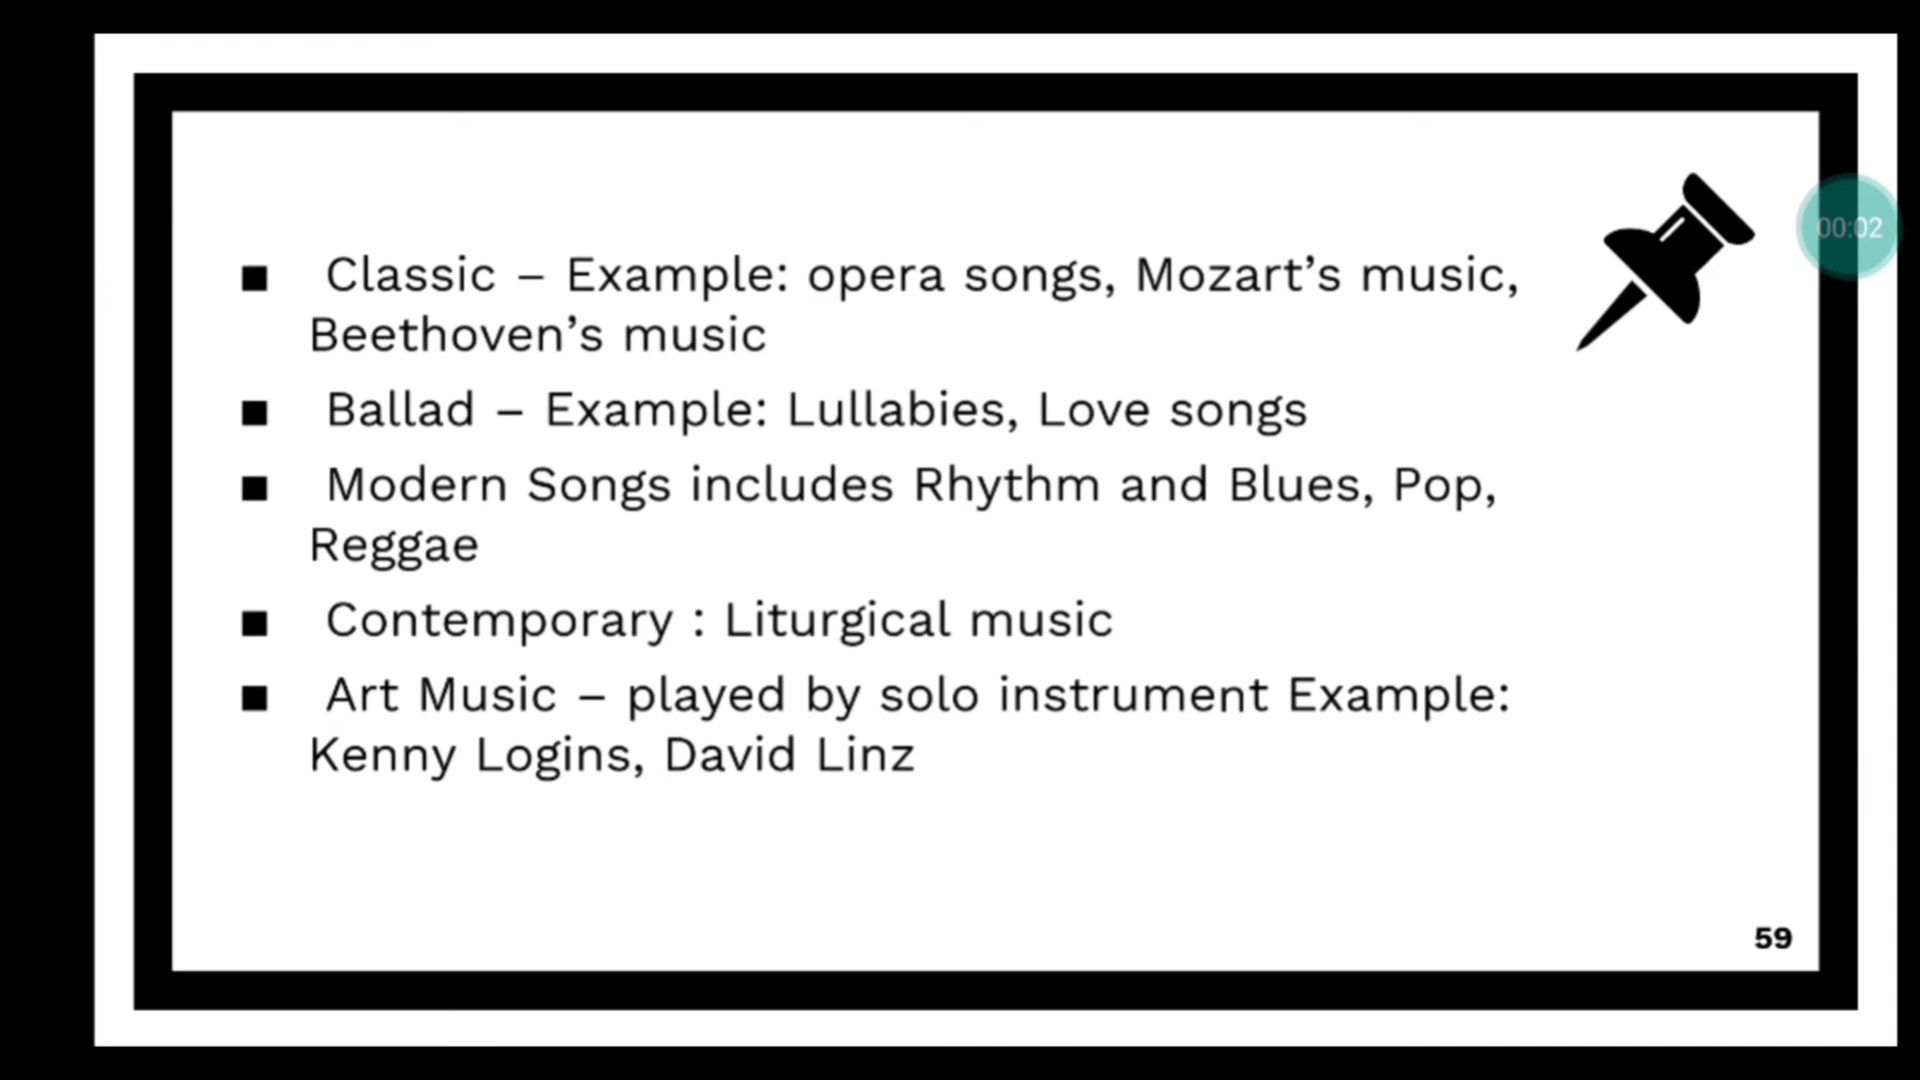 00:02
■ Classic – Example: opera songs, Mozart’s music,
Beethoven’s music
■ Ballad – Example: Lullabies, Love songs
■ Modern Songs includes Rhythm and Blues, Pop,
Reggae
■ Contemporary : Liturgical music
■ Art Music – played by solo instrument Example:
Kenny Logins, David Linz
59